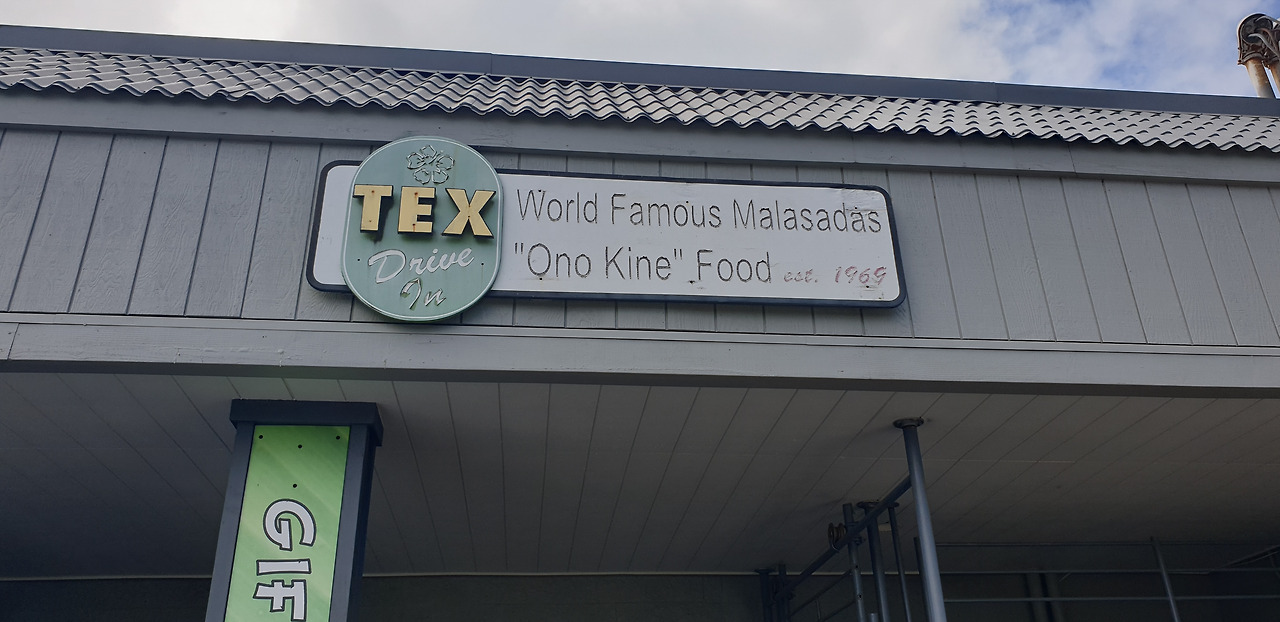 TEX
Drive
In
World Famous Malasadas
"Ono Kine" Food est. 1969
GIF